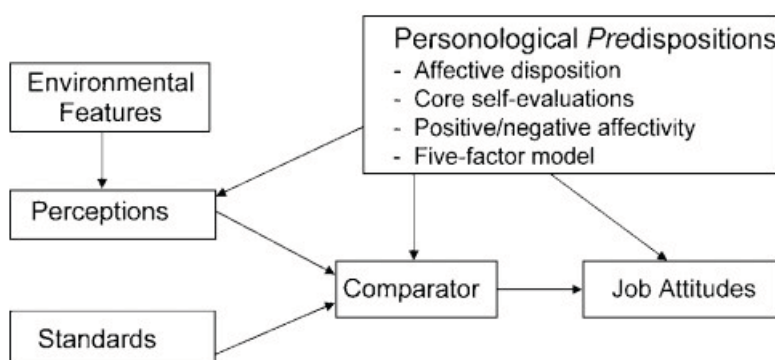 Personological Predispositions
- Affective disposition
- Core self-evaluations
- Positive/negative affectivity
- Five-factor model
Environmental
Features
Perceptions
Comparator
Job Attitudes
Standards